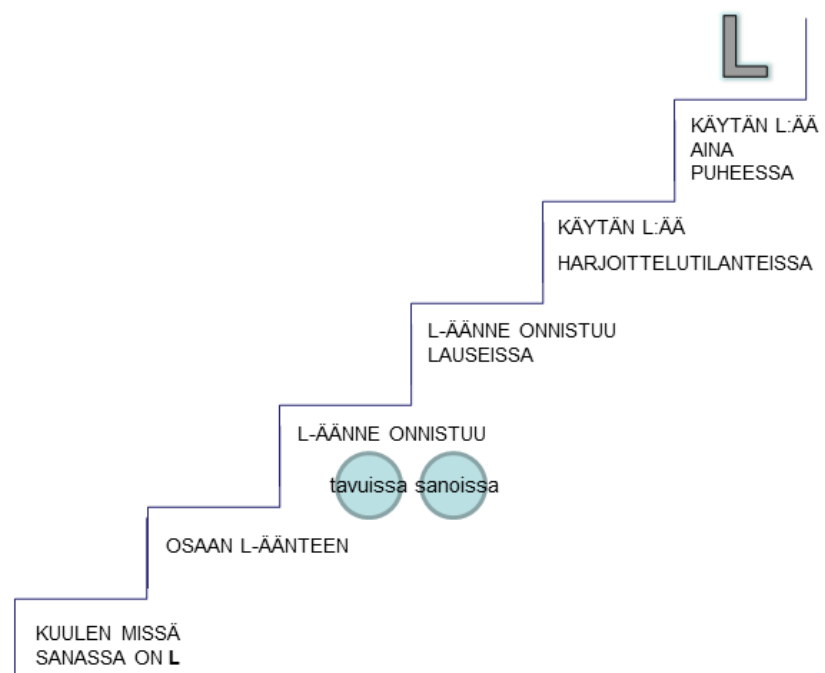 L
KÄYTÄN L:ÄÄ
AINA
PUHEESSA
KÄYTÄN L:ÄÄ
HARJOITTELUTILANTEISSA
L-ÄÄNNE ONNISTUU
LAUSEISSA
L-ÄÄNNE ONNISTUU
tavuissa sanoissa
OSAAN L-ÄÄNTEEN
KUULEN MISSÄ
SANASSA ON L